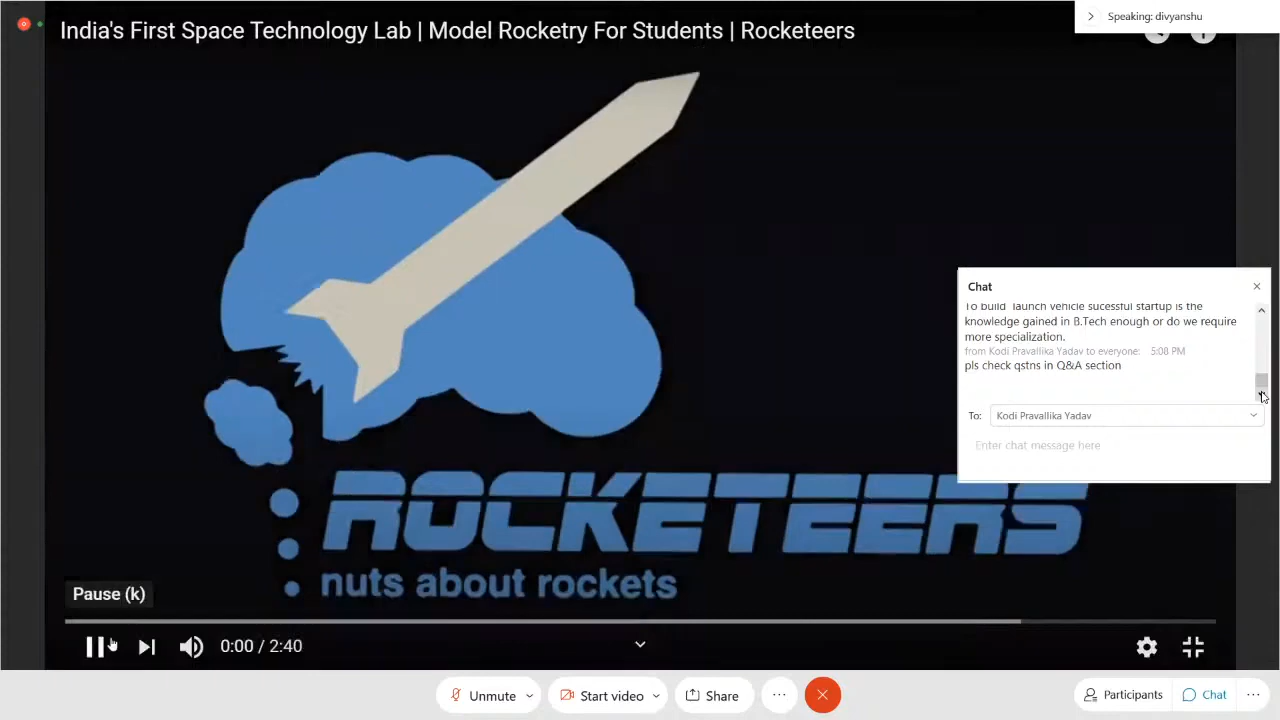 Speaking: divyanshu
India's First Space Technology Lab | Model Rocketry For Students | Rocketeers
Chat
To build launch vehicle sucessful startup is the
knowledge gained in B.Tech enough or do we require
more specialization.
from Kodi Pravallika Yadav to everyone: 5:08 PM
pls check qstns in Q&A section
To: Kodi Pravallika Yadav
Enter chat message here
ROCKETEERS
nuts about rockets
Pause (k)
0:00 / 2:40
Unmute
Start video
Share
Participants
Chat